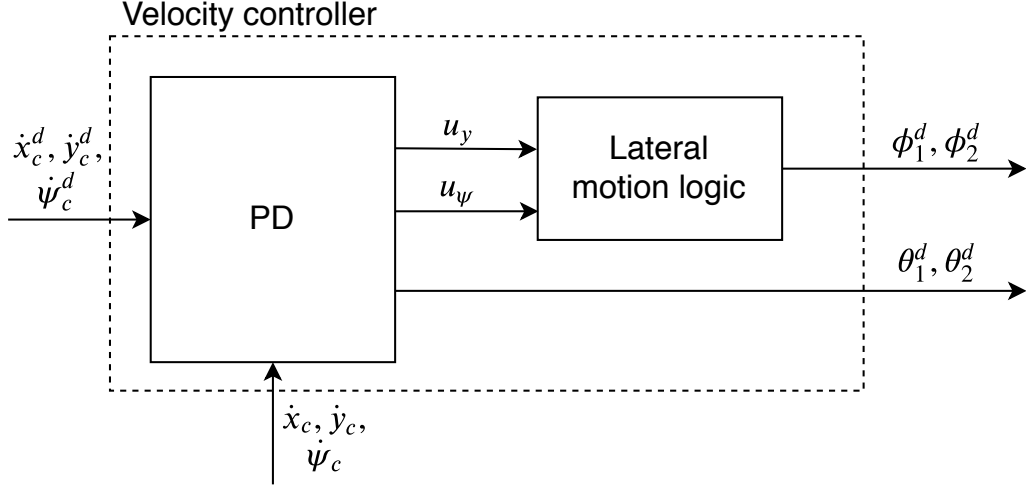 Velocity controller
ẋ_c^d, ẏ_c^d,
ψ̇_c^d
PD
u_y
u_ψ
Lateral
motion logic
ϕ_1^d, ϕ_2^d
θ_1^d, θ_2^d
ẋ_c, ẏ_c,
ψ̇_c